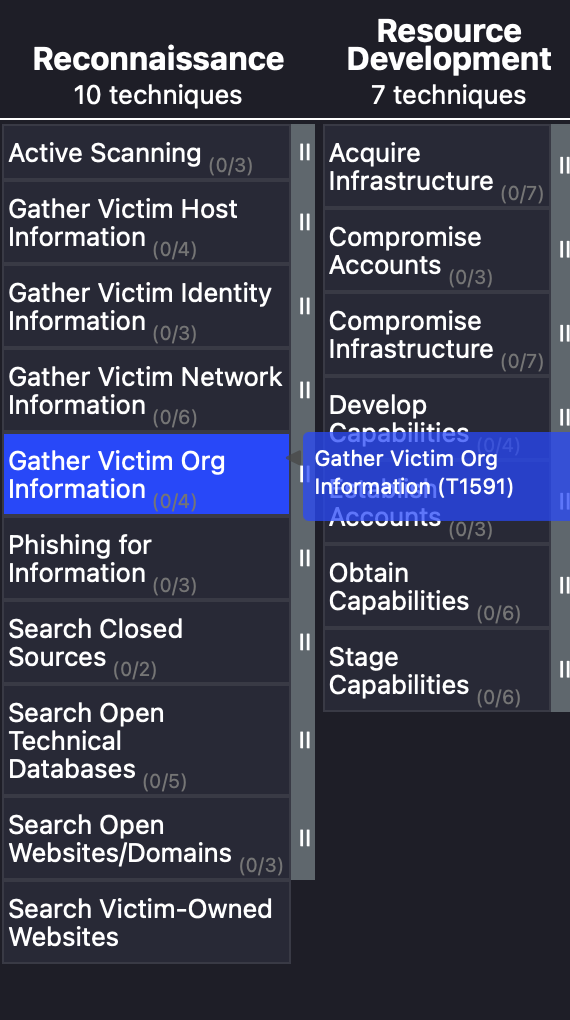 Reconnaissance
10 techniques
Active Scanning (0/3)
Gather Victim Host
Information (0/4)
Gather Victim Identity
Information (0/3)
Gather Victim Network
Information (0/6)
Gather Victim Org
Information (0/4)
Phishing for
Information (0/3)
Search Closed
Sources (0/2)
Search Open
Technical
Databases (0/5)
Search Open
Websites/Domains (0/3)
Search Victim-Owned
Websites
Resource
Development
7 techniques
Acquire
Infrastructure (0/7)
Compromise
Accounts (0/3)
Compromise
Infrastructure (0/7)
Develop
Capabilities (0/4)
Gather Victim Org
Information (T1591)
Establish
Accounts (0/3)
Obtain
Capabilities (0/6)
Stage
Capabilities (0/6)